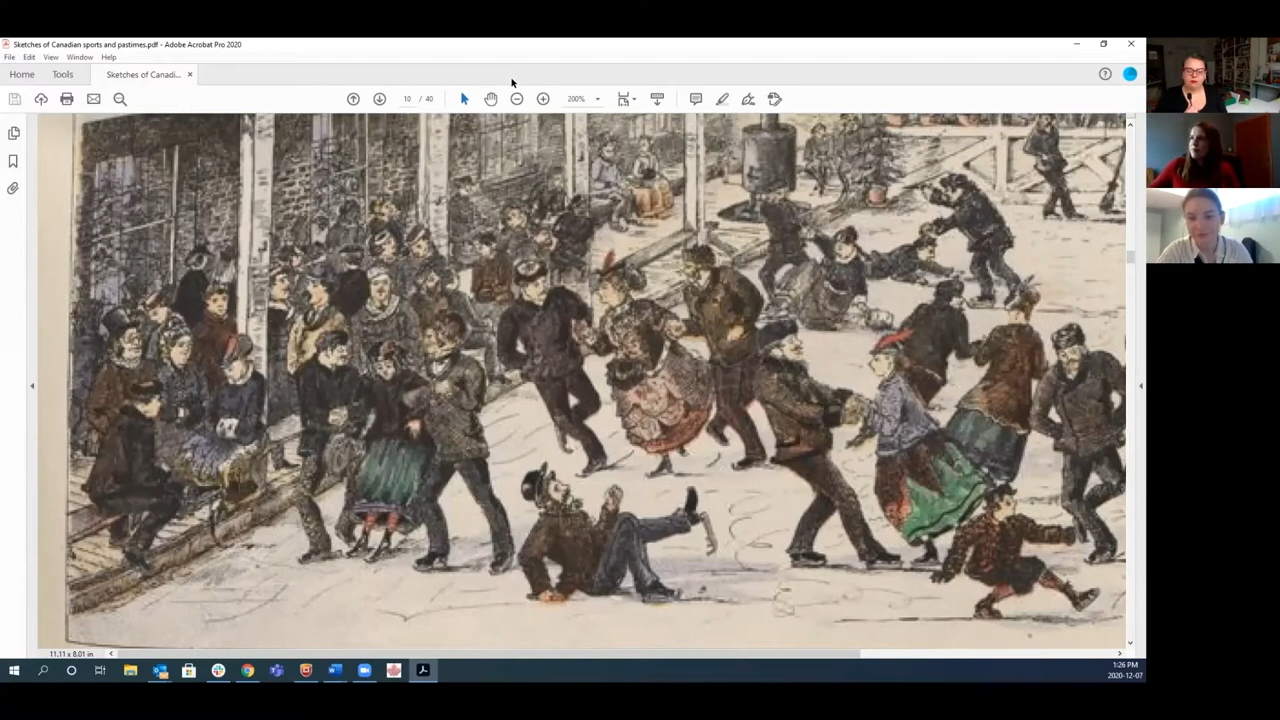 Sketches of Canadian sports and pastimes.pdf - Adobe Acrobat Pro 2020
File Edit View Window Help
Home Tools Sketches of Canadi... ×
10 / 40 200%
11.11 x 8.01 in
1:26 PM
2020-12-07